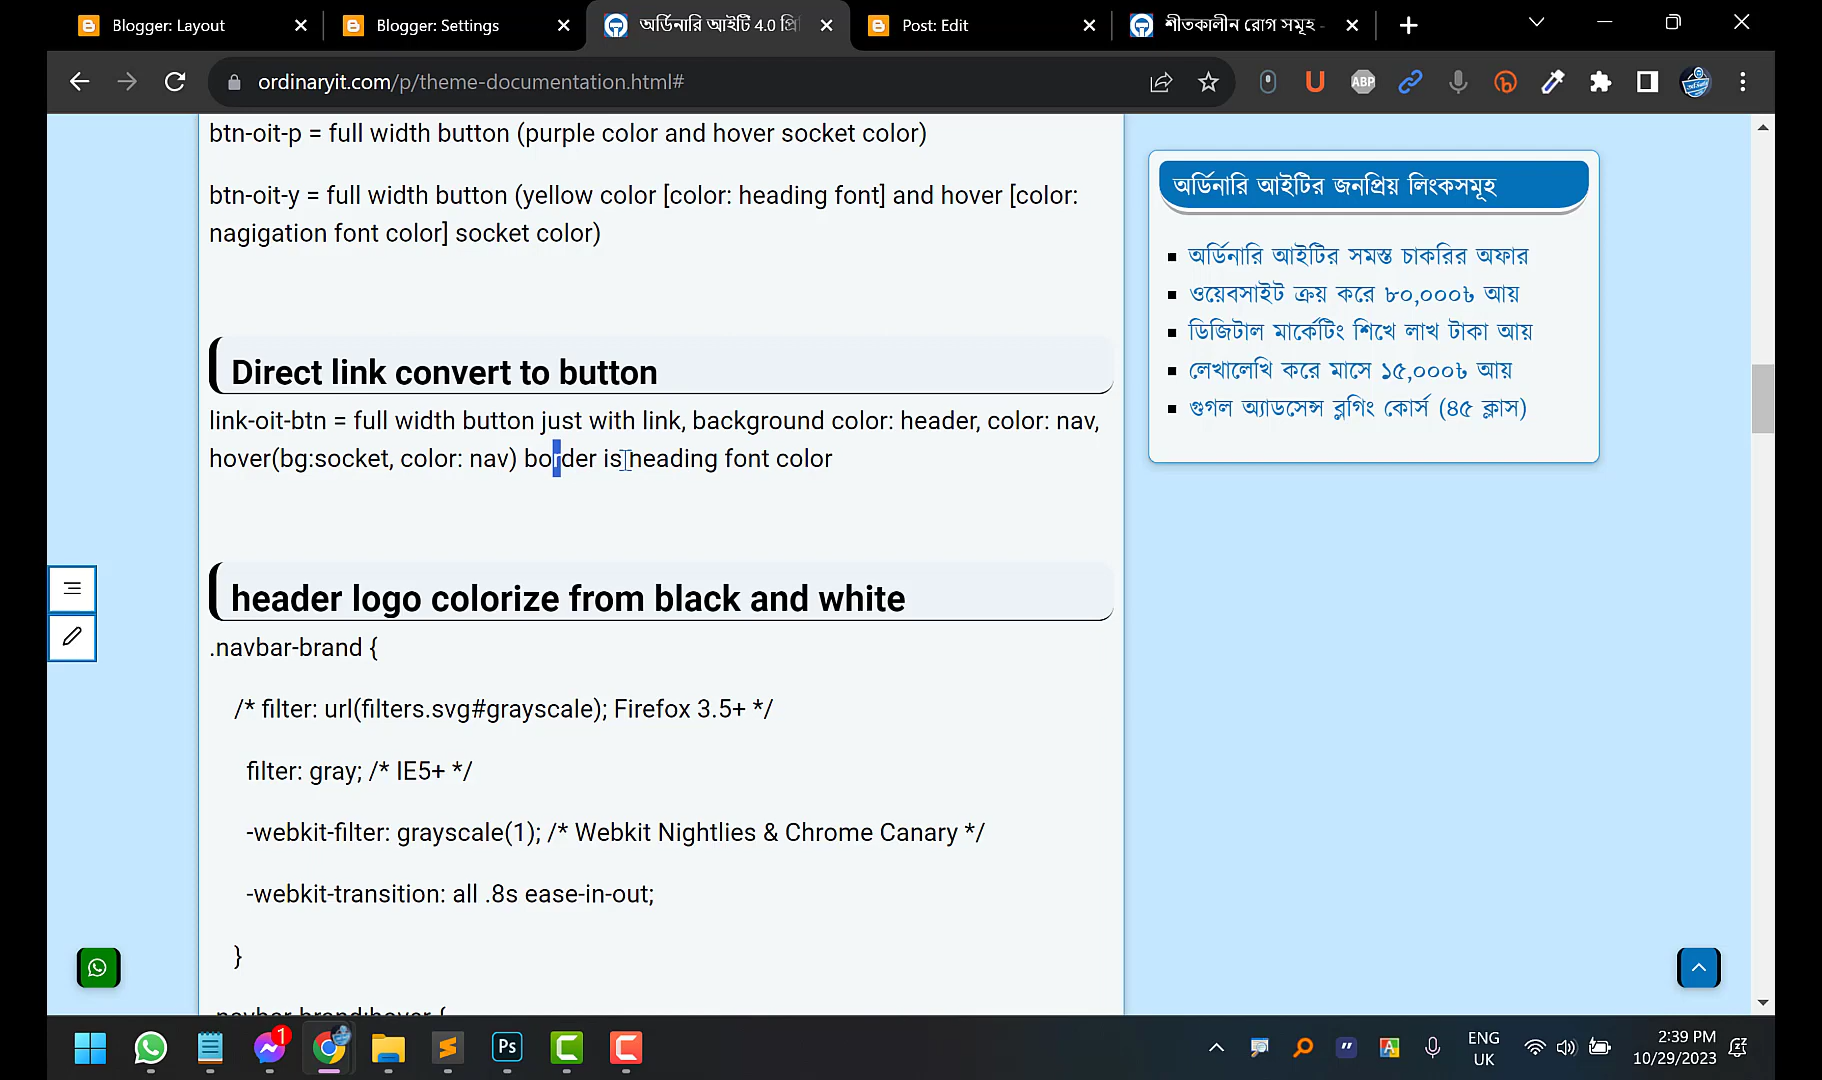 Blogger: Layout
Blogger: Settings
অর্ডিনারি আইটি 4.0 প্রি
Post: Edit
শীতকালীন রোগ সমূহ -
ordinaryit.com/p/theme-documentation.html#
ABP
btn-oit-p = full width button (purple color and hover socket color)
btn-oit-y = full width button (yellow color [color: heading font] and hover [color:
nagigation font color] socket color)
Direct link convert to button
link-oit-btn = full width button just with link, background color: header, color: nav,
hover(bg:socket, color: nav) border is heading font color
header logo colorize from black and white
.navbar-brand {
/* filter: url(filters.svg#grayscale); Firefox 3.5+ */
filter: gray; /* IE5+ */
-webkit-filter: grayscale(1); /* Webkit Nightlies & Chrome Canary */
-webkit-transition: all .8s ease-in-out;
}
.navbar-brand:hover {
অর্ডিনারি আইটির জনপ্রিয় লিংকসমূহ
অর্ডিনারি আইটির সমস্ত চাকরির অফার
ওয়েবসাইট ক্রয় করে ৮০,০০০৳ আয়
ডিজিটাল মার্কেটিং শিখে লাখ টাকা আয়
লেখালেখি করে মাসে ১৫,০০০৳ আয়
গুগল অ্যাডসেন্স ব্লগিং কোর্স (৪৫ ক্লাস)
1
Ps
ENG
UK
2:39 PM
10/29/2023